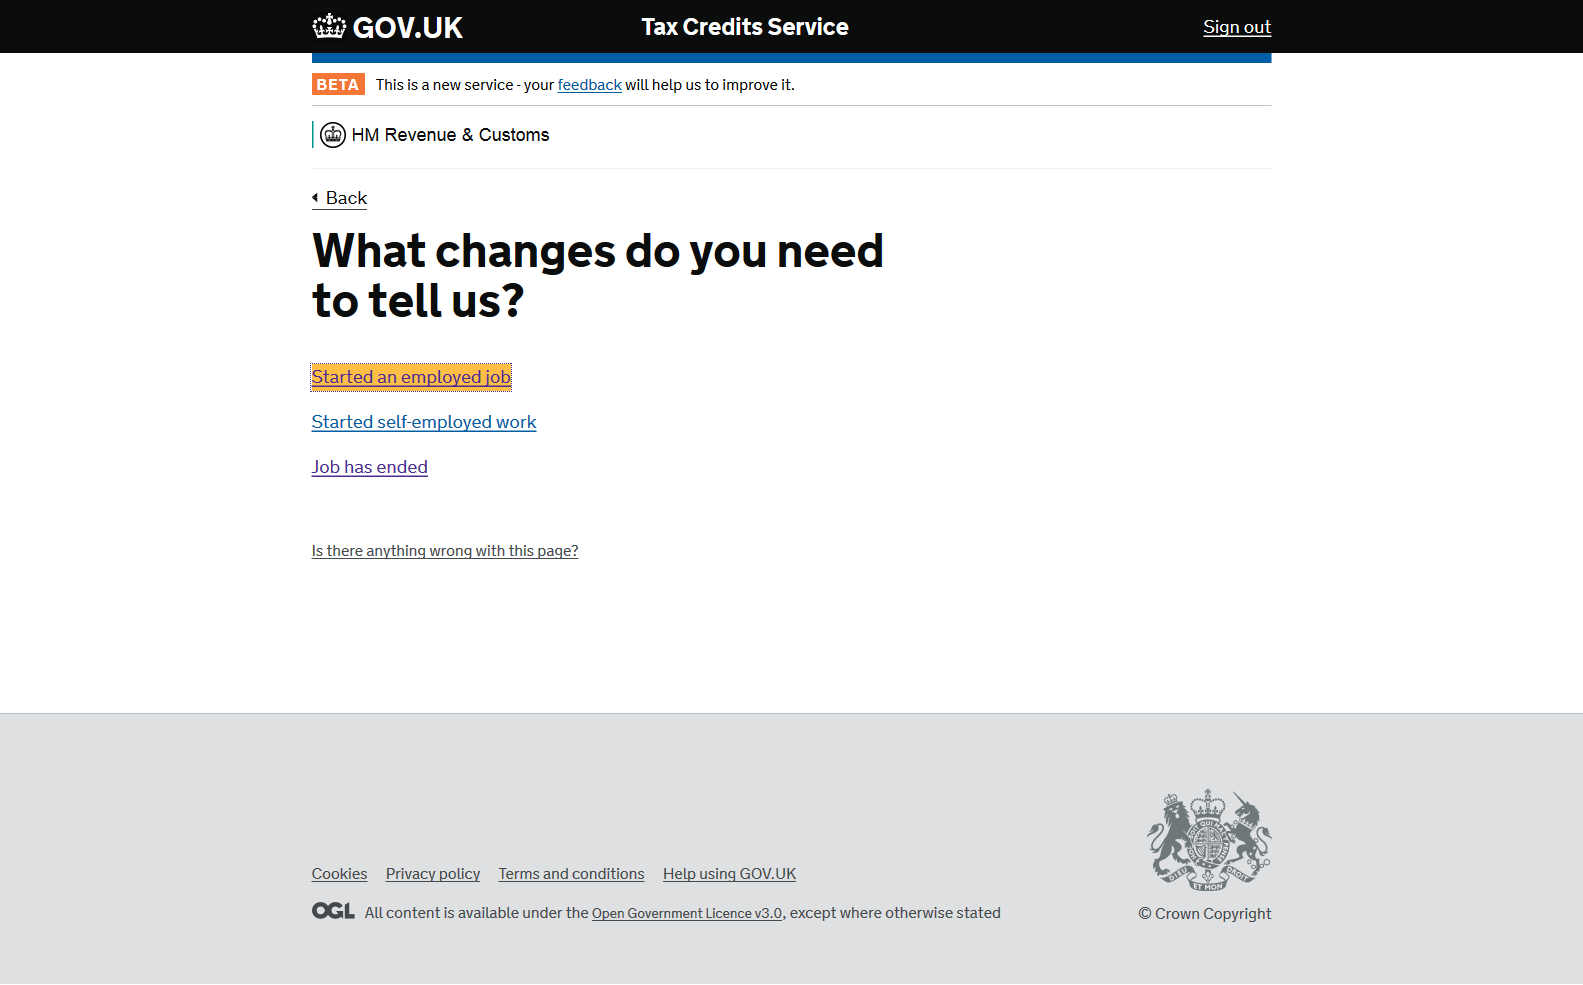 GOV.UK Tax Credits Service Sign out
BETA This is a new service - your feedback will help us to improve it.
HM Revenue & Customs
Back
What changes do you need
to tell us?
Started an employed job
Started self-employed work
Job has ended
Is there anything wrong with this page?
Cookies Privacy policy Terms and conditions Help using GOV.UK
OGL All content is available under the Open Government Licence v3.0, except where otherwise stated
DIEU ET MON DROIT
© Crown Copyright